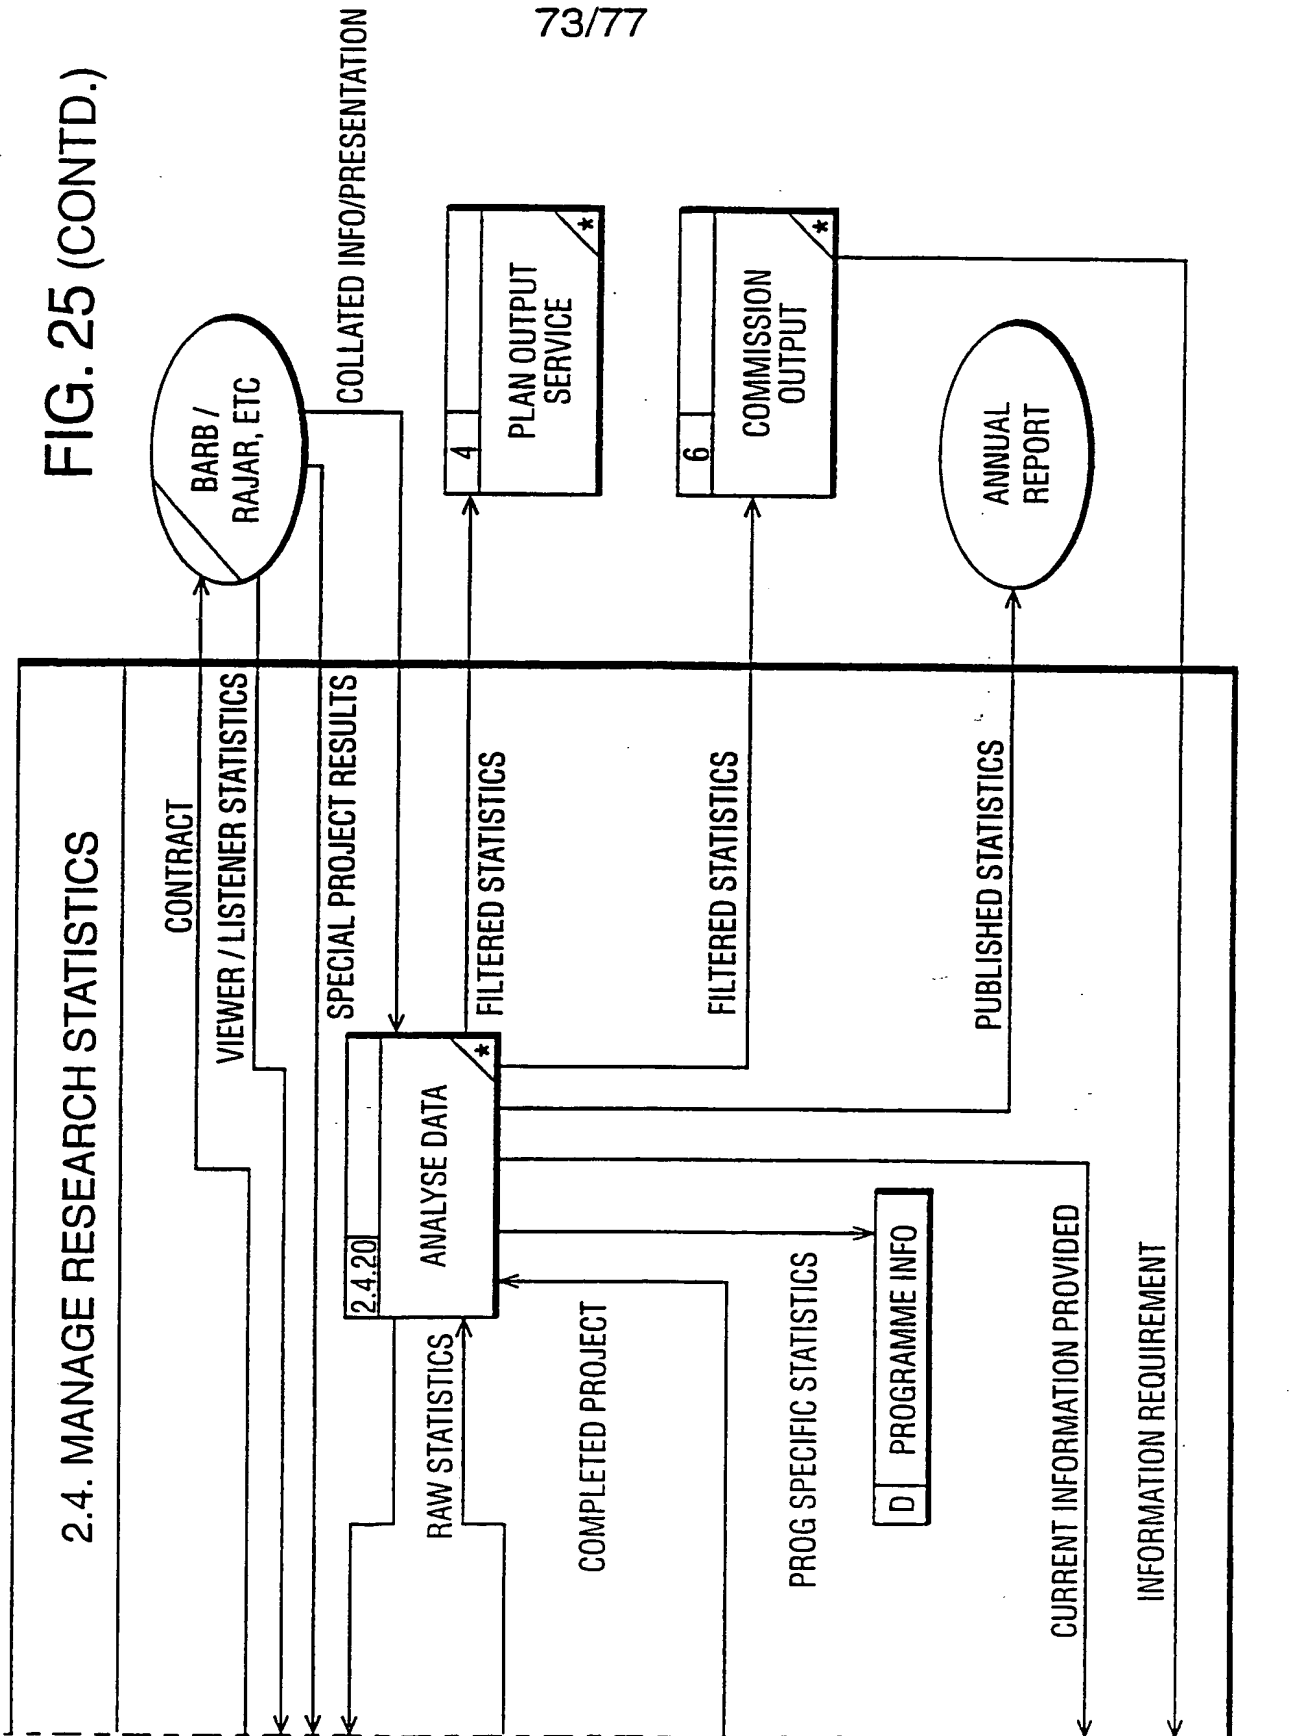 73/77
FIG. 25 (CONTD.)
2.4. MANAGE RESEARCH STATISTICS
CONTRACT
BARB /
RAJAR, ETC
VIEWER / LISTENER STATISTICS
SPECIAL PROJECT RESULTS
COLLATED INFO/PRESENTATION
2.4.20
ANALYSE DATA
*
RAW STATISTICS
FILTERED STATISTICS
4
PLAN OUTPUT
SERVICE
*
COMPLETED PROJECT
FILTERED STATISTICS
6
COMMISSION
OUTPUT
*
PROG SPECIFIC STATISTICS
D
PROGRAMME INFO
PUBLISHED STATISTICS
ANNUAL
REPORT
CURRENT INFORMATION PROVIDED
INFORMATION REQUIREMENT